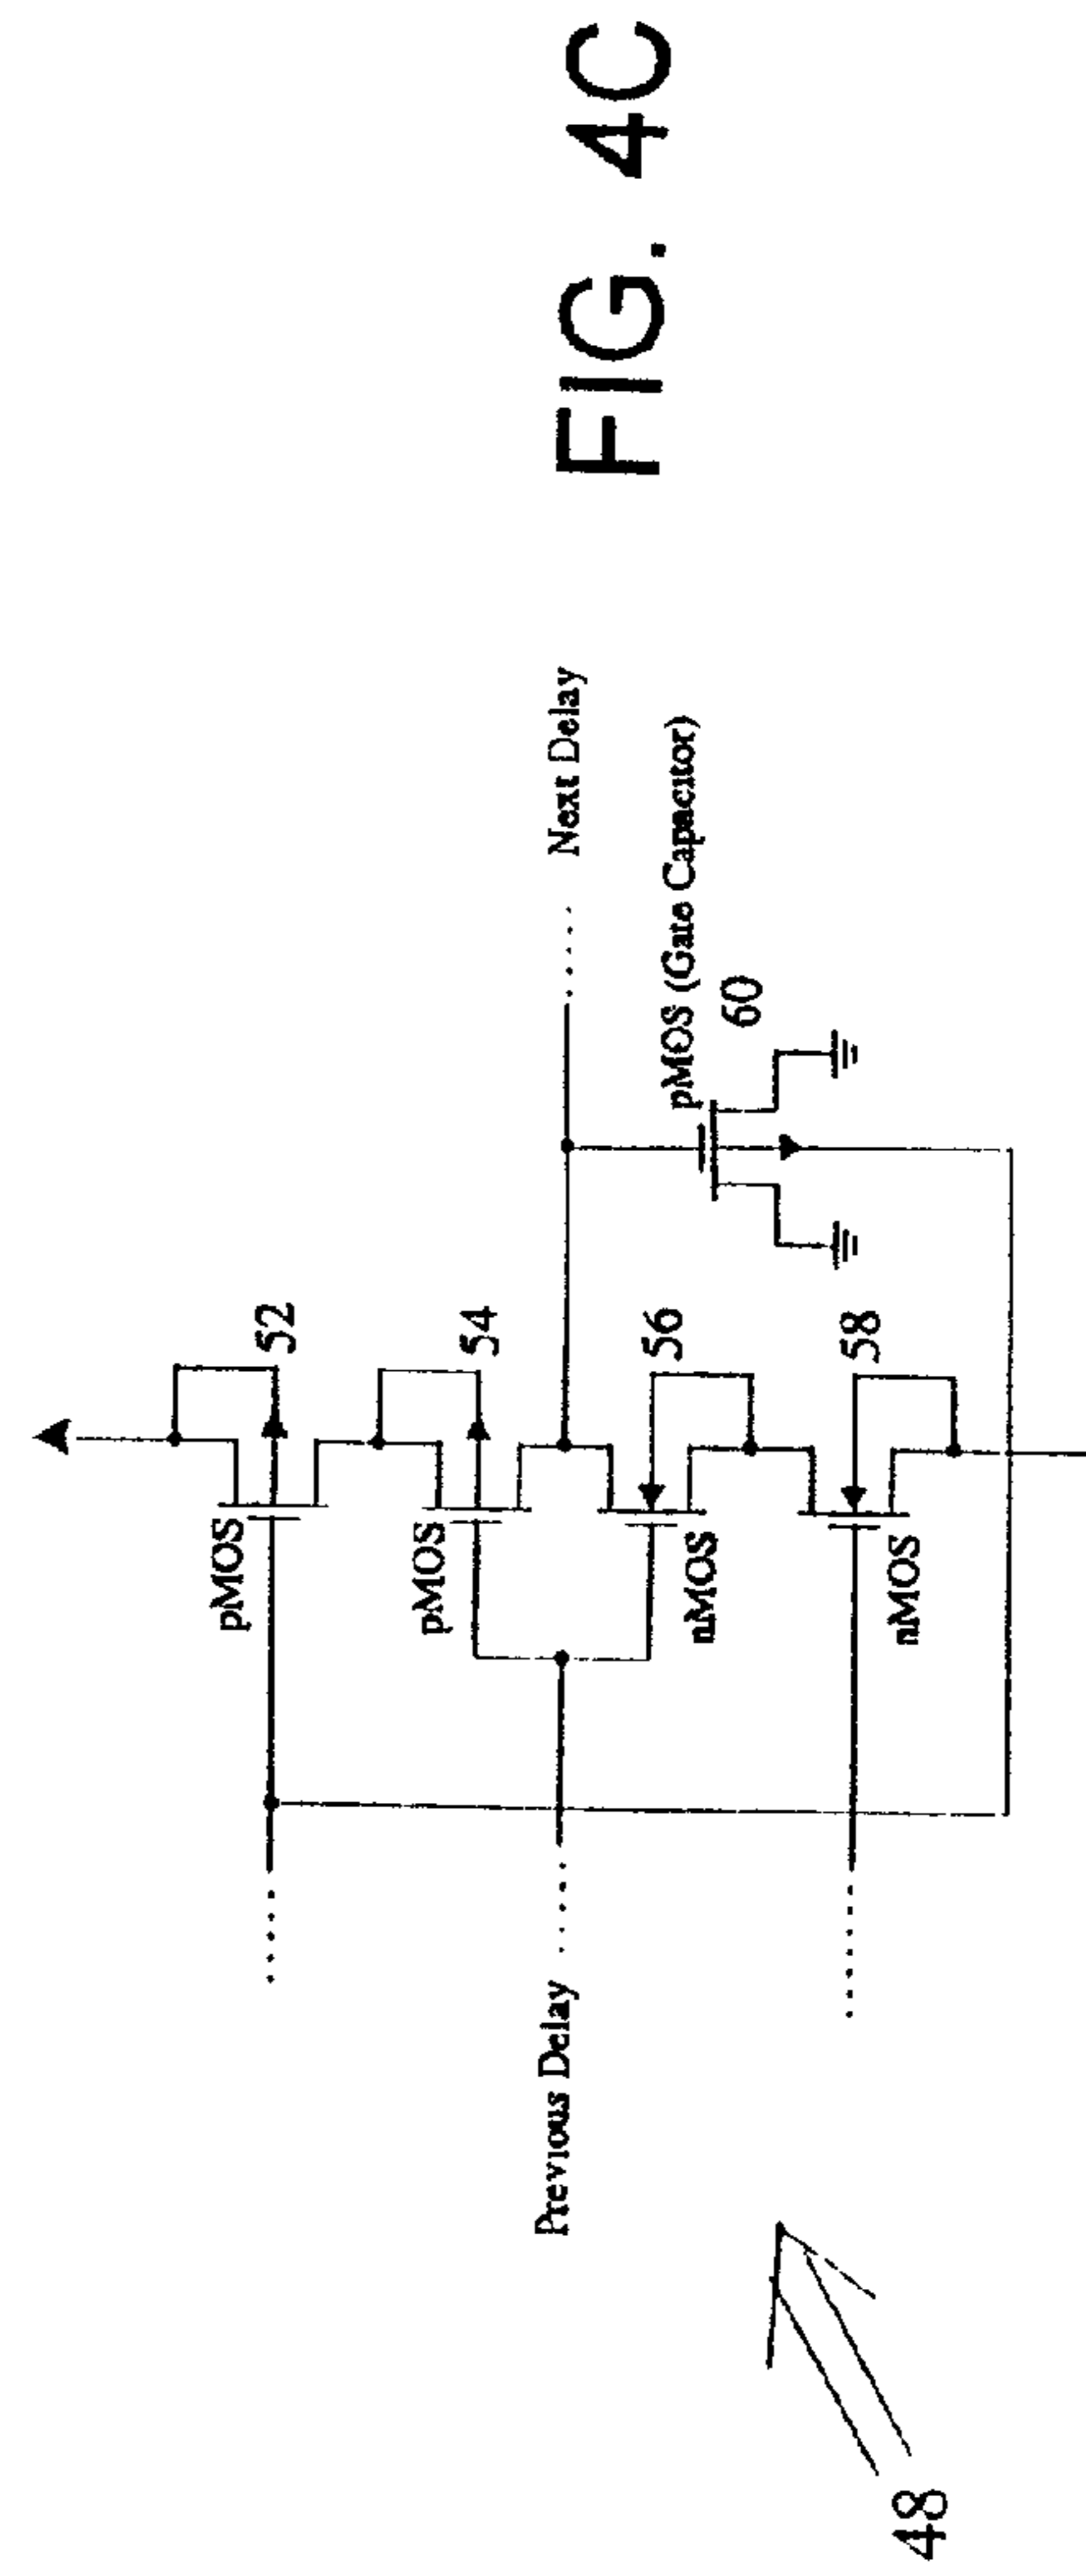 FIG. 4C
pMOS
52
pMOS
54
Previous Delay
Next Delay
nMOS
56
pMOS (Gate Capacitor)
60
nMOS
58
48